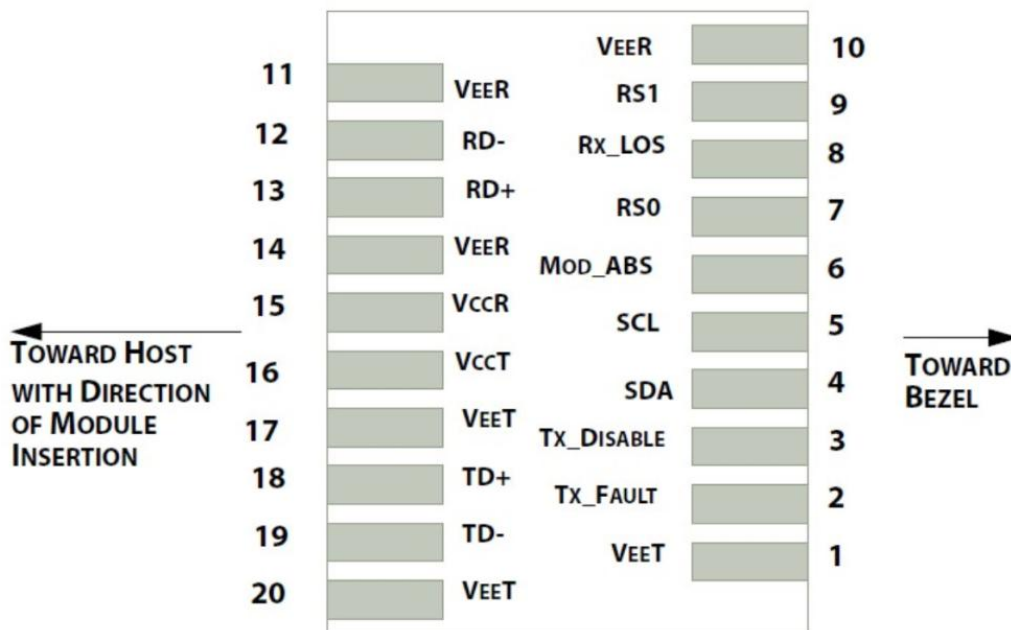 11
VEER
12
RD-
13
RD+
14
VEER
15
VCCR
16
VCCT
17
VEET
18
TD+
19
TD-
20
VEET
VEER
10
RS1
9
RX_LOS
8
RS0
7
MOD_ABS
6
SCL
5
SDA
4
TX_DISABLE
3
TX_FAULT
2
VEET
1
TOWARD HOST
WITH DIRECTION
OF MODULE
INSERTION
TOWARD
BEZEL